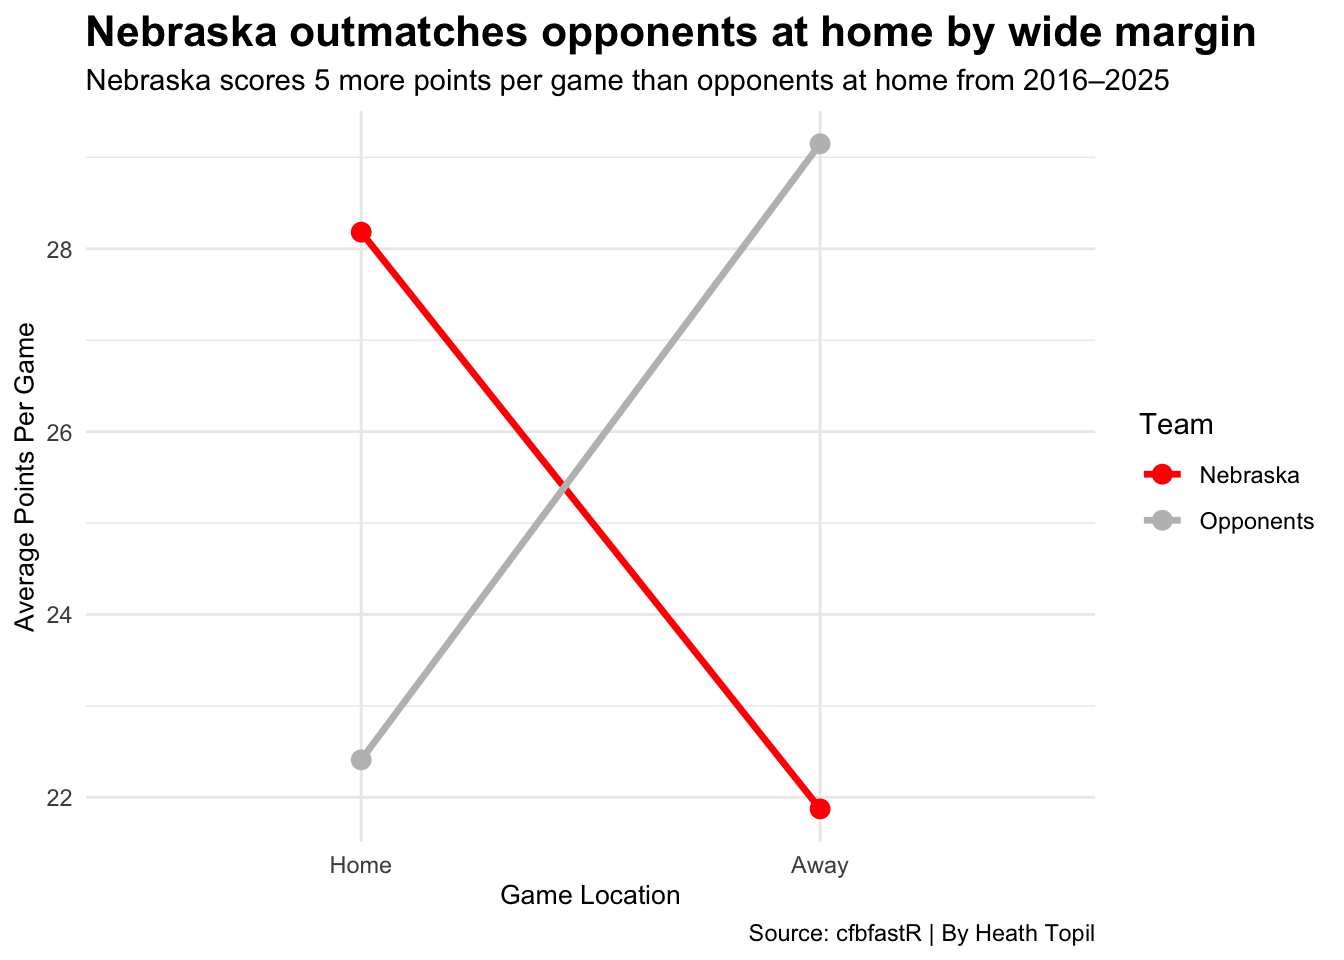 Nebraska outmatches opponents at home by wide margin
Nebraska scores 5 more points per game than opponents at home from 2016–2025
Average Points Per Game
28
26
24
22
Home
Away
Game Location
Team
Nebraska
Opponents
Source: cfbfastR | By Heath Topil